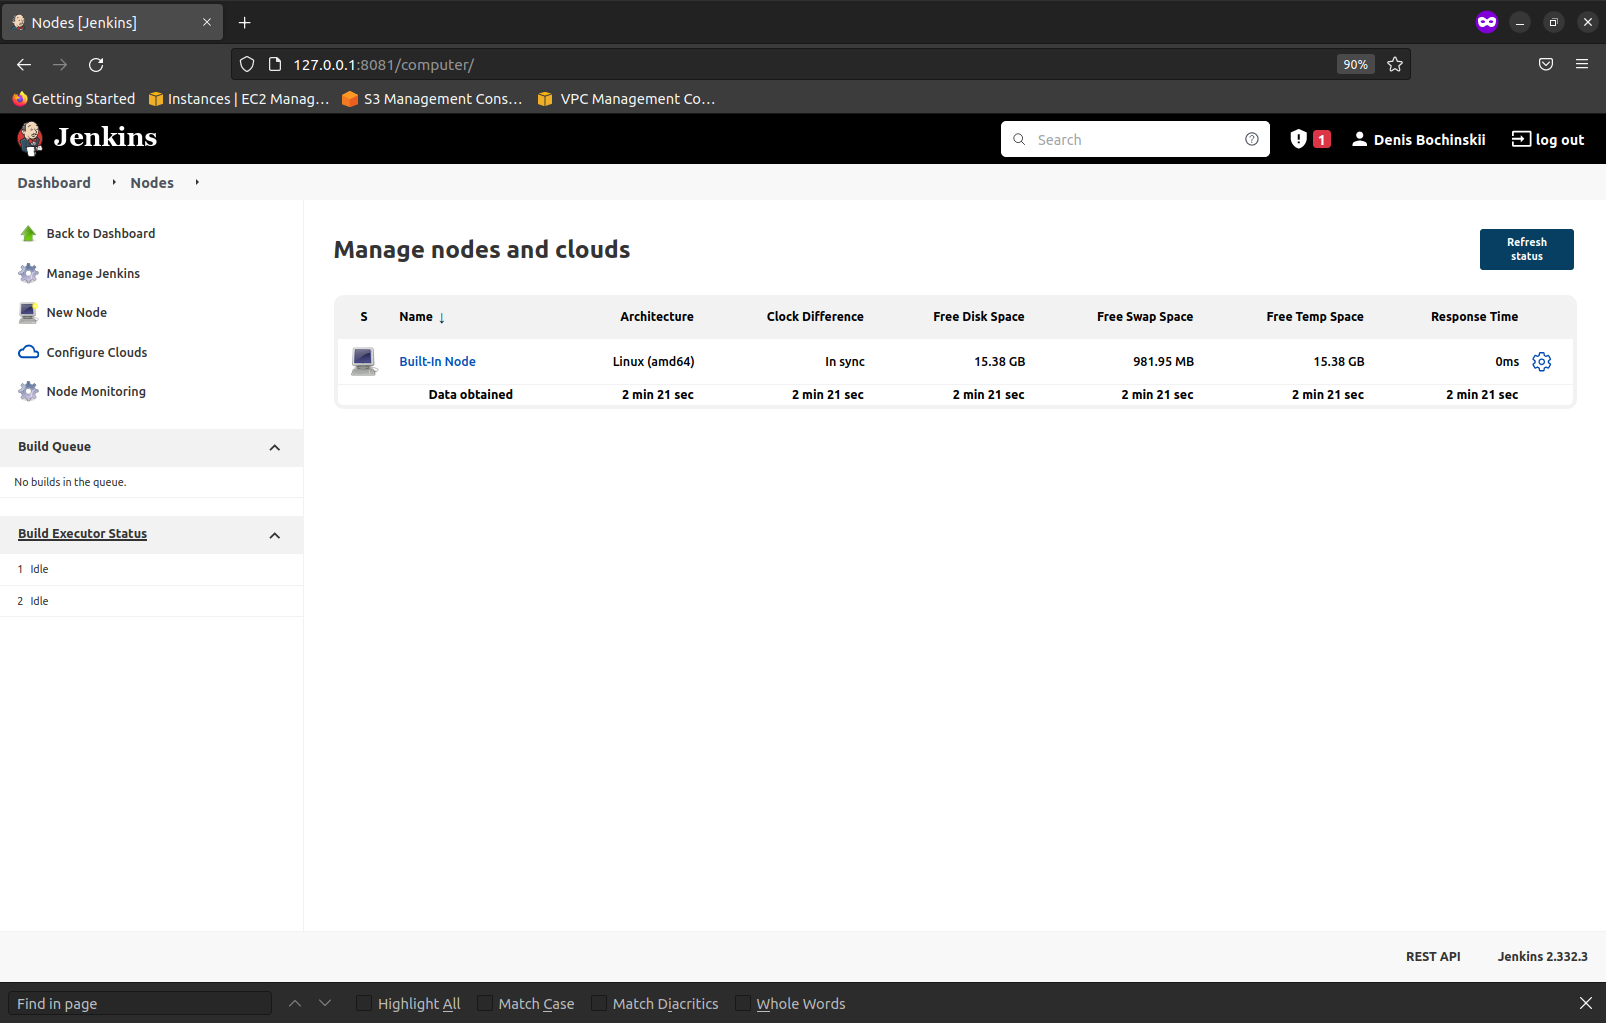 Nodes [Jenkins]
127.0.0.1:8081/computer/
90%
Getting Started
Instances | EC2 Manag…
S3 Management Cons…
VPC Management Co…
Jenkins
Search
1
Denis Bochinskii
log out
Dashboard
Nodes
Back to Dashboard
Manage Jenkins
New Node
Configure Clouds
Node Monitoring
Build Queue
No builds in the queue.
Build Executor Status
1 Idle
2 Idle
Manage nodes and clouds
Refresh
status
S Name ↓ Architecture Clock Difference Free Disk Space Free Swap Space Free Temp Space Response Time
Built-In Node Linux (amd64) In sync 15.38 GB 981.95 MB 15.38 GB 0ms
Data obtained 2 min 21 sec 2 min 21 sec 2 min 21 sec 2 min 21 sec 2 min 21 sec 2 min 21 sec
REST API Jenkins 2.332.3
Find in page Highlight All Match Case Match Diacritics Whole Words